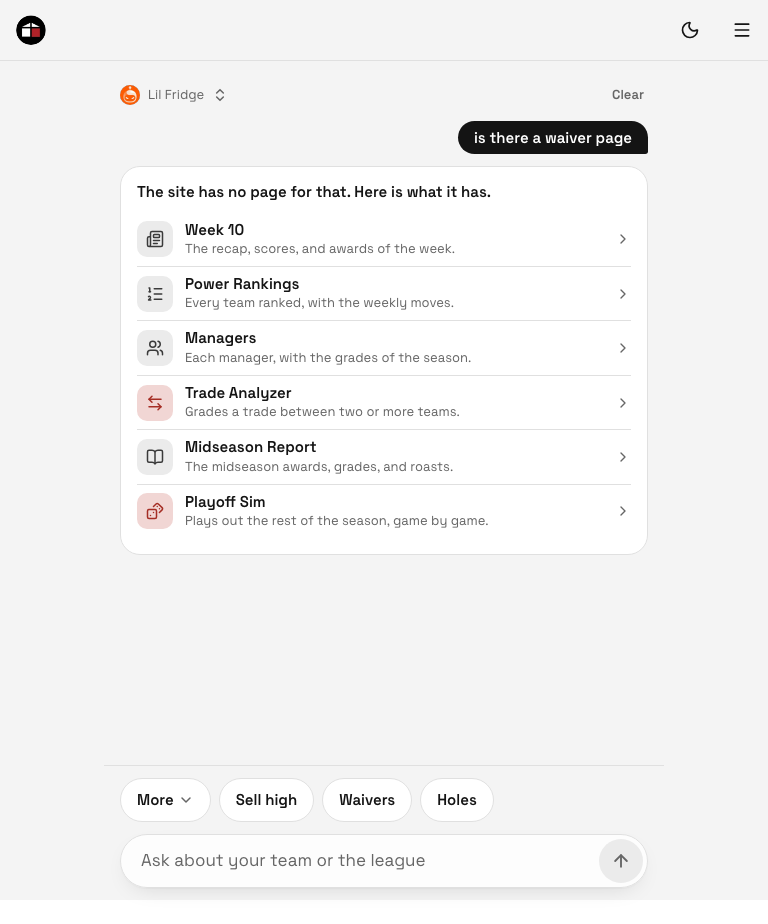 Lil Fridge
Clear
is there a waiver page
The site has no page for that. Here is what it has.
Week 10
The recap, scores, and awards of the week.
Power Rankings
Every team ranked, with the weekly moves.
Managers
Each manager, with the grades of the season.
Trade Analyzer
Grades a trade between two or more teams.
Midseason Report
The midseason awards, grades, and roasts.
Playoff Sim
Plays out the rest of the season, game by game.
More
Sell high
Waivers
Holes
Ask about your team or the league